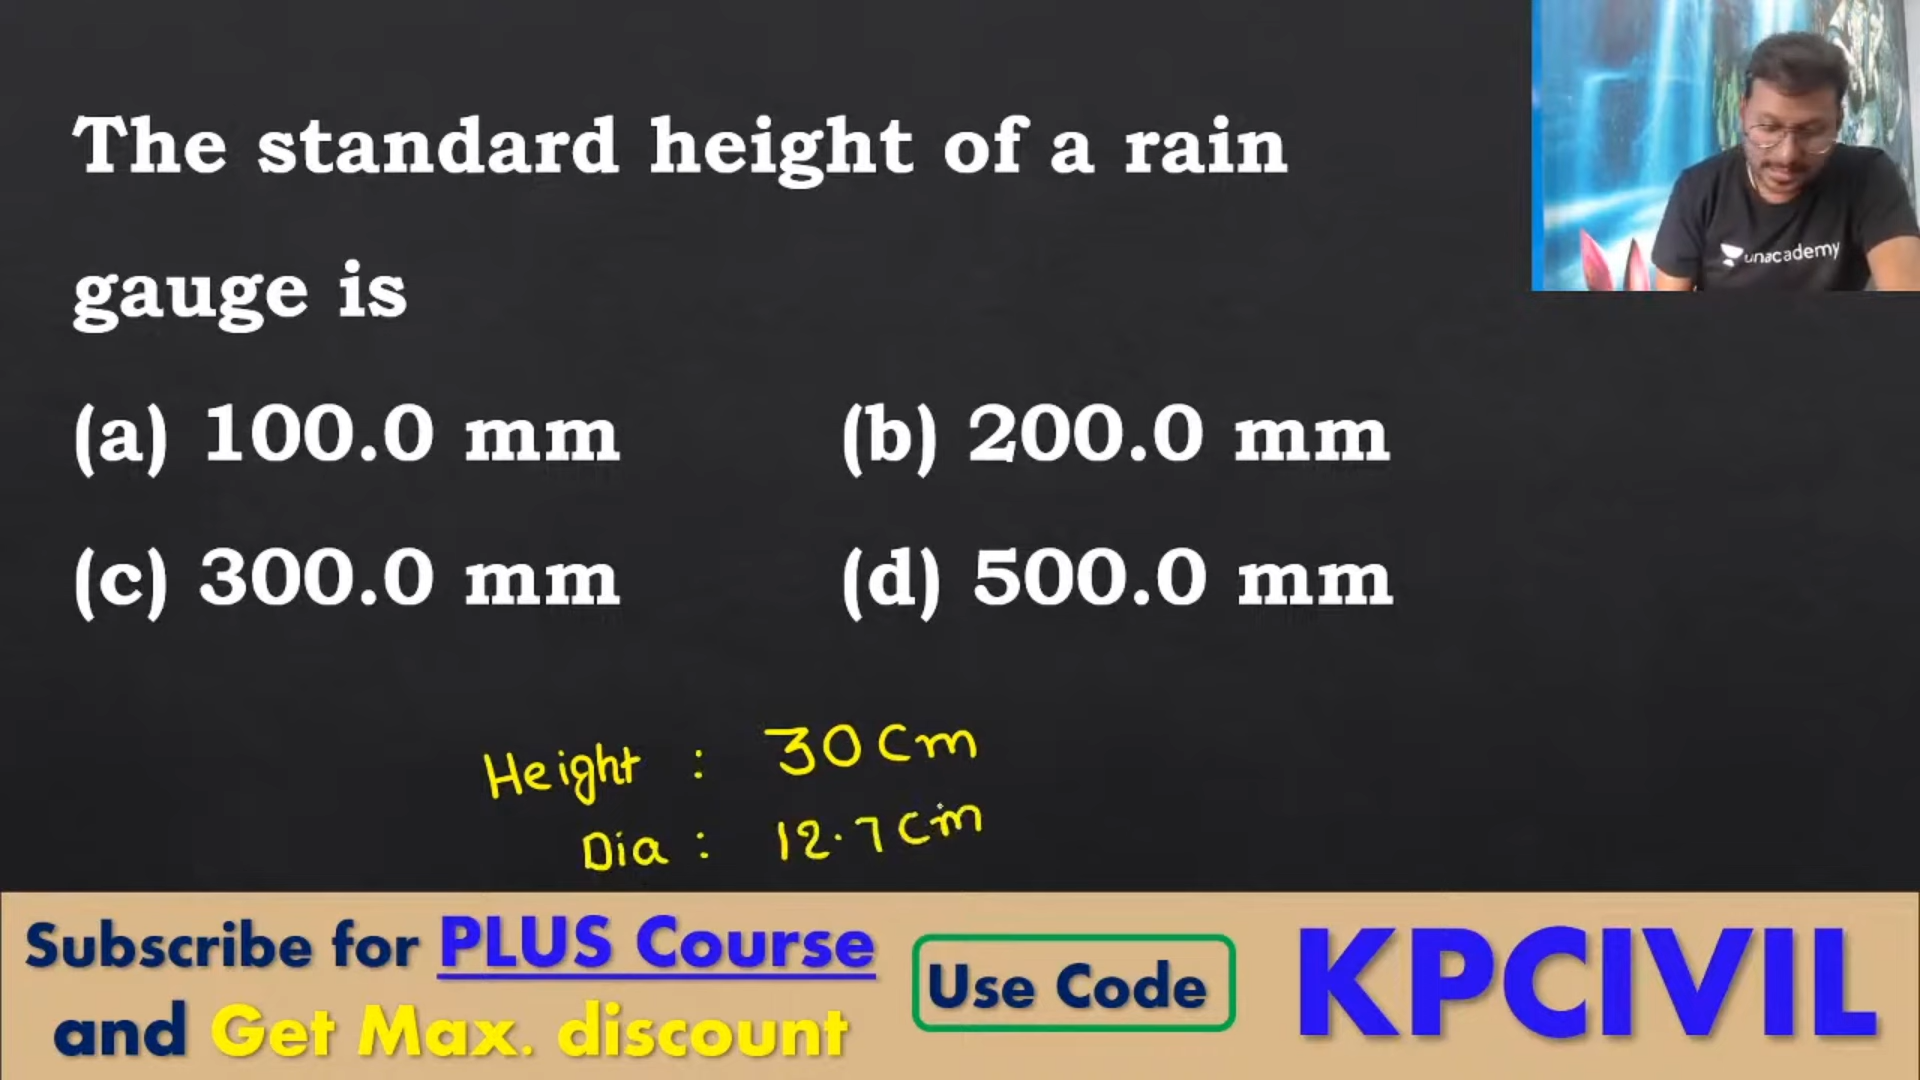 The standard height of a rain
gauge is
(a) 100.0 mm (b) 200.0 mm
(c) 300.0 mm (d) 500.0 mm
unacademy
Height : 30 Cm
Dia : 12.7 Cm
Subscribe for PLUS Course
and Get Max. discount
Use Code
KPCIVIL